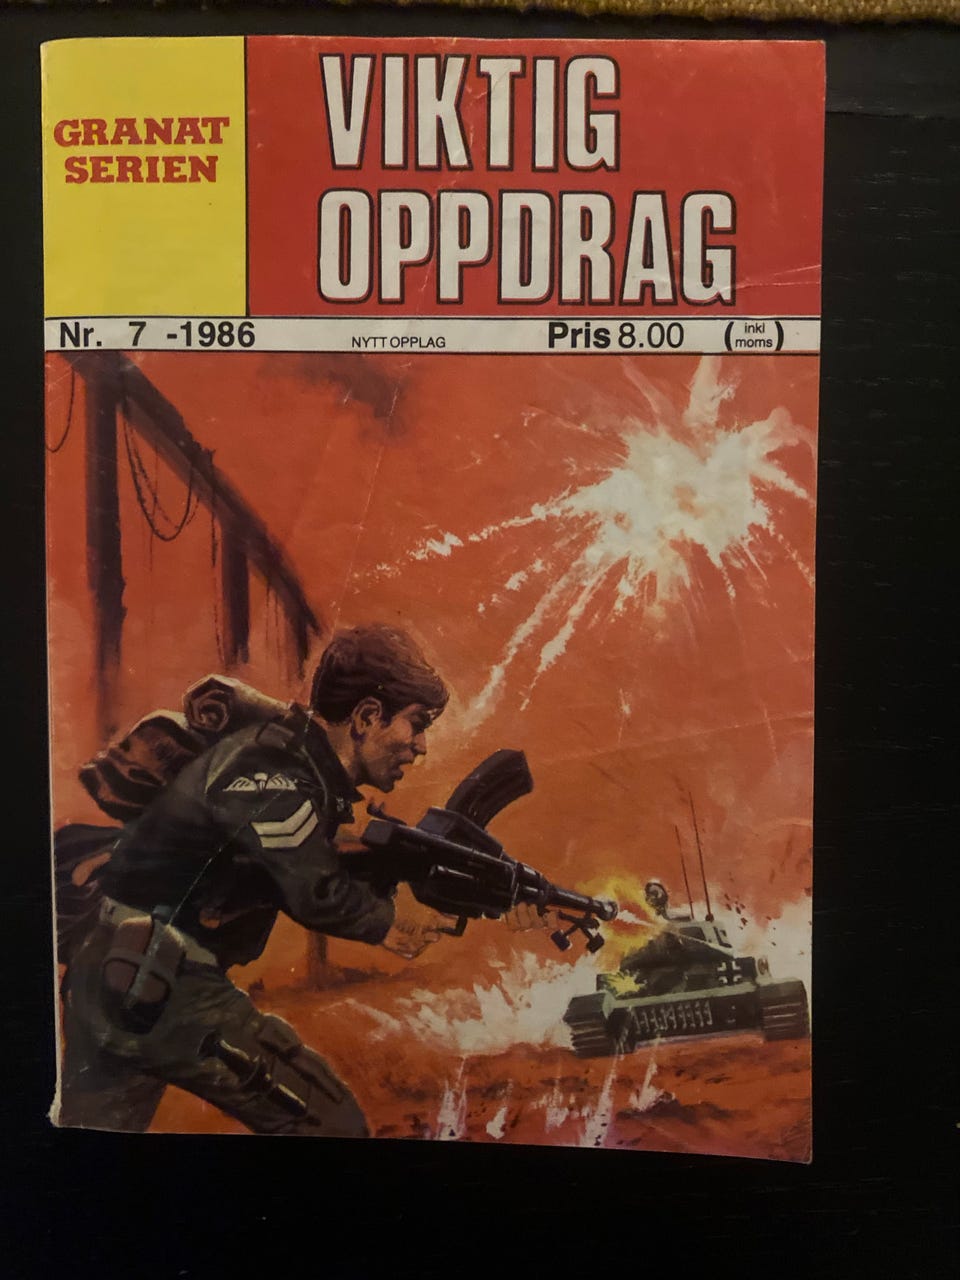 GRANAT
SERIEN
VIKTIG
OPPDRAG
Nr. 7 -1986
NYTT OPPLAG
Pris 8.00 (inkl moms)